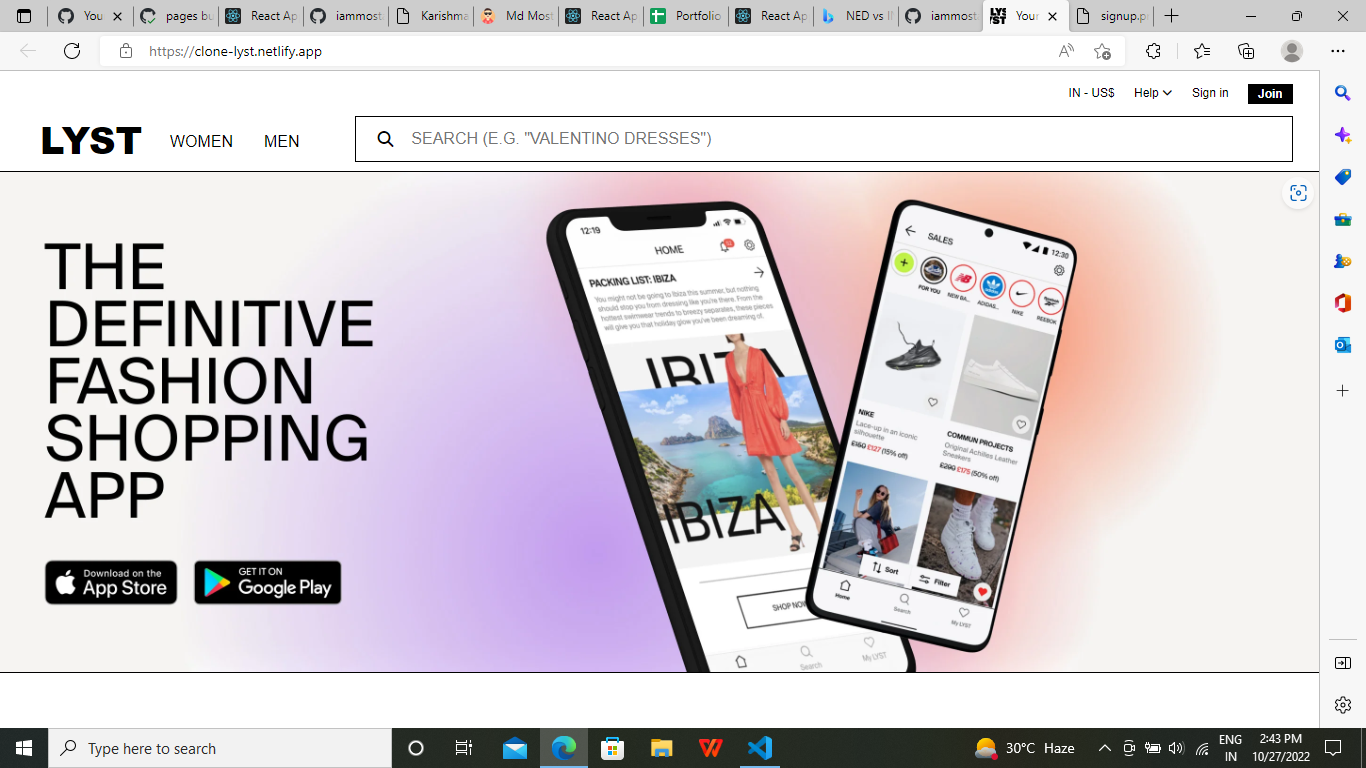 You
pages bu
React Ap
iammost
Karishma
Md Most
React Ap
Portfolio
React Ap
NED vs I
iammost
Your
signup.p
https://clone-lyst.netlify.app
IN - US$ Help Sign in Join
LYST WOMEN MEN SEARCH (E.G. "VALENTINO DRESSES")
THE
DEFINITIVE
FASHION
SHOPPING
APP
Download on the
App Store
GET IT ON
Google Play
12:19
HOME
PACKING LIST: IBIZA
You might not be going to Ibiza this summer, but nothing
should stop you from dressing like you're there. From the
hottest swimwear trends to breezy separates, these pieces
will give you that holiday glow you've been dreaming of.
IBIZA
IBIZA
SHOP NOW
Search
My LYST
12:30
SALES
FOR YOU NEW BA... ADIDAS... NIKE REEBOK
NIKE
Lace-up in an iconic
silhouette
£150 £127 (15% off)
COMMUN PROJECTS
Original Achilles Leather
Sneakers
£290 £175 (50% off)
Sort Filter
Home Search My LYST
Type here to search
30°C Haze
ENG
IN
2:43 PM
10/27/2022